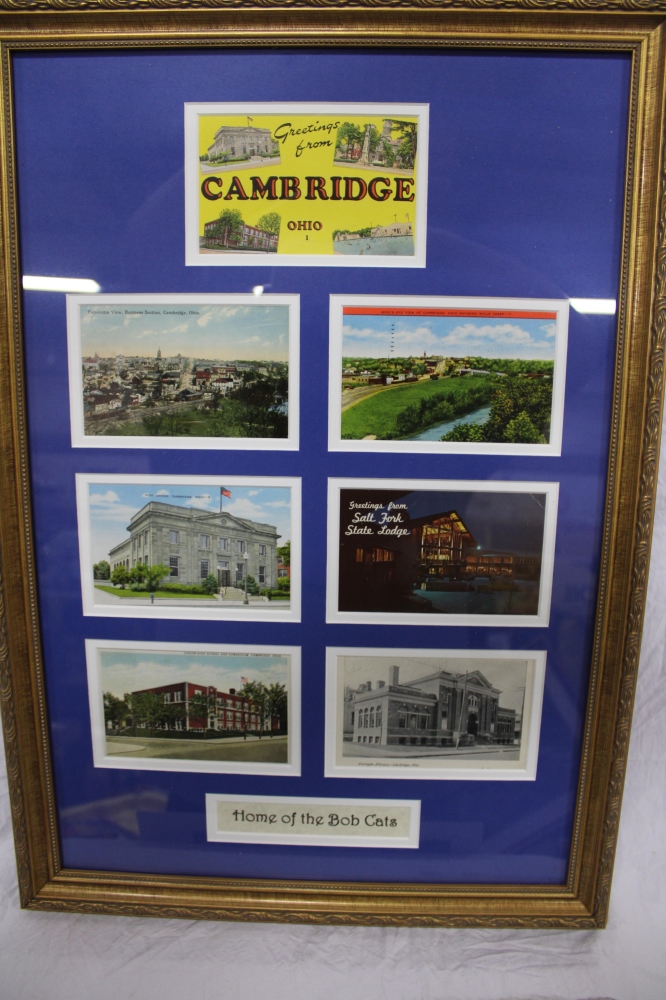 Greetings
from
CAMBRIDGE
OHIO
1
Panoramic View, Business Section, Cambridge, Ohio.
Greetings from
Salt Fork
State Lodge
Home of the Bob Cats